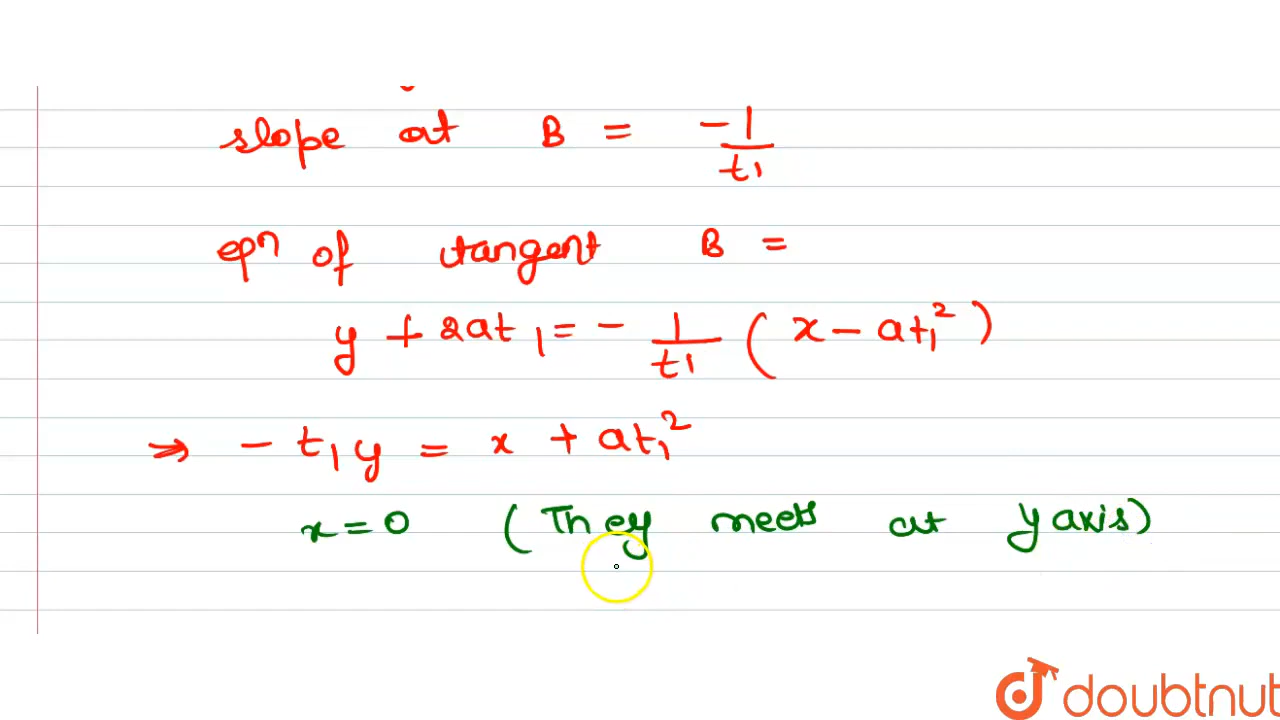 slope at B = -1/t1
eqn of tangent B =
y + 2at1 = - 1/t1 (x - at1²)
⇒ - t1y = x + at1²
x = 0 (They meets at y axis)
doubtnut